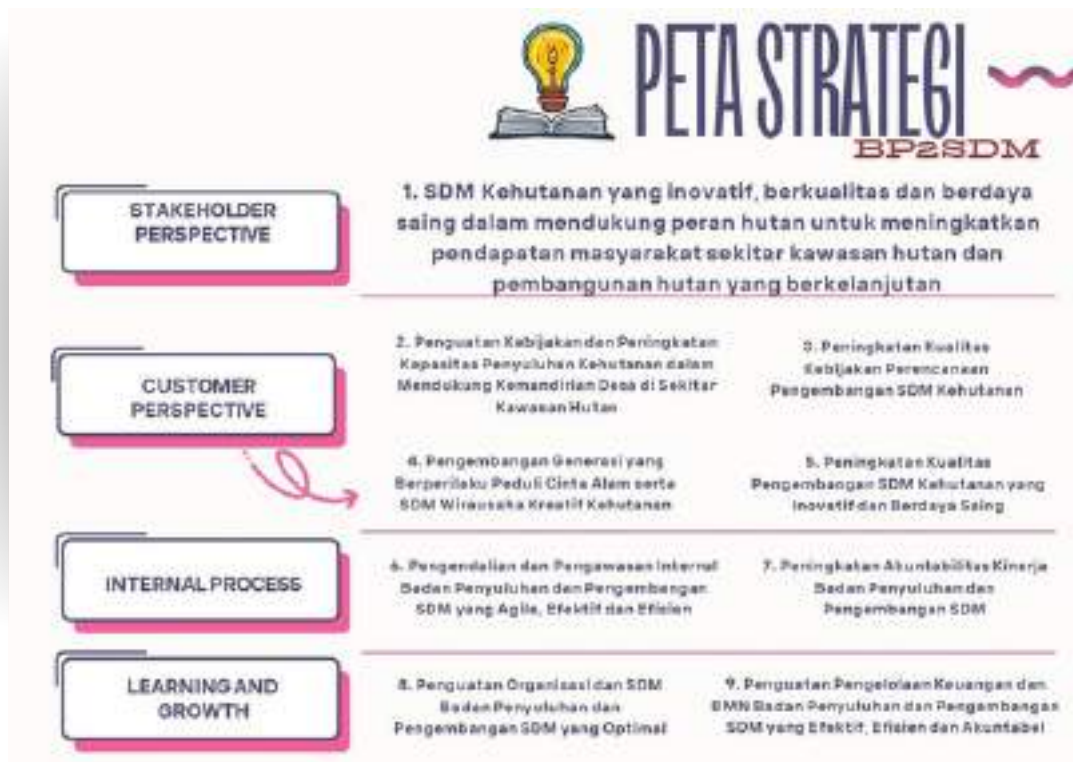 PETA STRATEGI
BP2SDM
STAKEHOLDER
PERSPECTIVE
1. SDM Kehutanan yang inovatif, berkualitas dan berdaya
saing dalam mendukung peran hutan untuk meningkatkan
pendapatan masyarakat sekitar kawasan hutan dan
pembangunan hutan yang berkelanjutan
CUSTOMER
PERSPECTIVE
2. Penguatan Kebijakan dan Peningkatan
Kapasitas Penyuluhan Kehutanan dalam
Mendukung Kemandirian Desa di Sekitar
Kawasan Hutan
3. Peningkatan Kualitas
Kebijakan Perencanaan
Pengembangan SDM Kehutanan
4. Pengembangan Generasi yang
Berperilaku Peduli Cinta Alam serta
SDM Wirausaha Kreatif Kehutanan
5. Peningkatan Kualitas
Pengembangan SDM Kehutanan yang
Inovatif dan Berdaya Saing
INTERNAL PROCESS
6. Pengendalian dan Pengawasan Internal
Badan Penyuluhan dan Pengembangan
SDM yang Agile, Efektif dan Efisien
7. Peningkatan Akuntabilitas Kinerja
Badan Penyuluhan dan
Pengembangan SDM
LEARNING AND
GROWTH
8. Penguatan Organisasi dan SDM
Badan Penyuluhan dan
Pengembangan SDM yang Optimal
9. Penguatan Pengelolaan Keuangan dan
BMN Badan Penyuluhan dan Pengembangan
SDM yang Efektif, Efisien dan Akuntabel